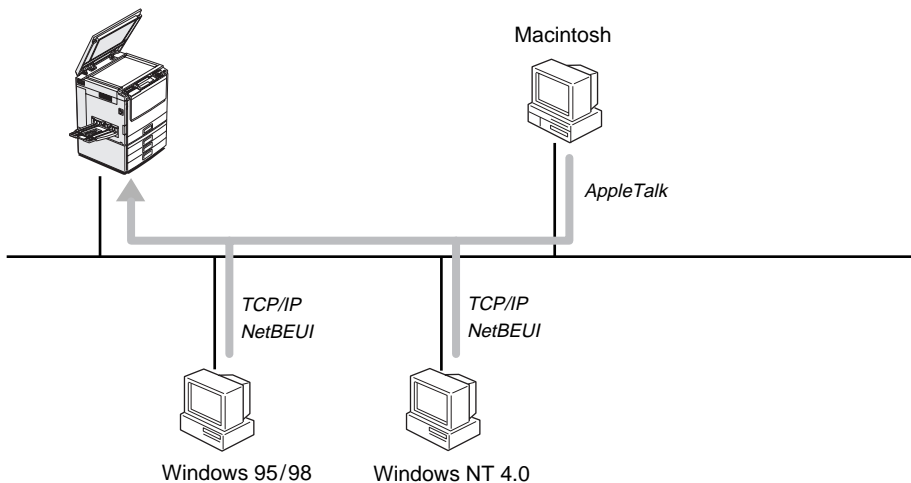 Macintosh
AppleTalk
TCP/IP
NetBEUI
TCP/IP
NetBEUI
Windows 95/98
Windows NT 4.0